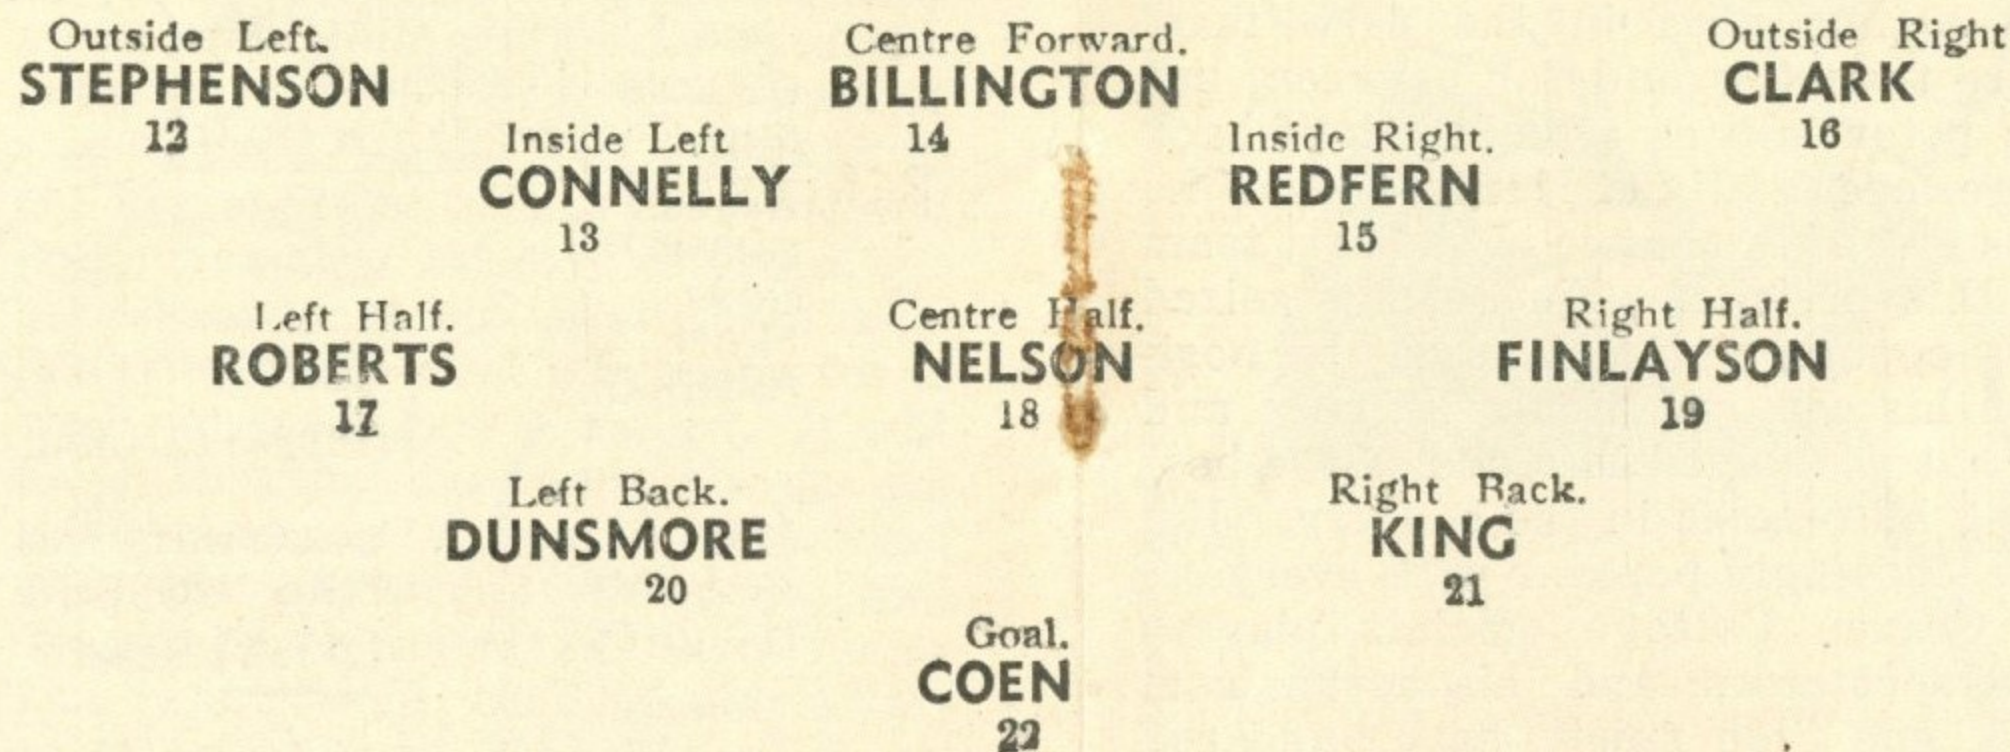 Outside Left. Centre Forward. Outside Right
STEPHENSON BILLINGTON CLARK
12 14 16
Inside Left Inside Right.
CONNELLY REDFERN
13 15
Left Half. Centre Half. Right Half.
ROBERTS NELSON FINLAYSON
17 18 19
Left Back. Right Back.
DUNSMORE KING
20 21
Goal.
COEN
22